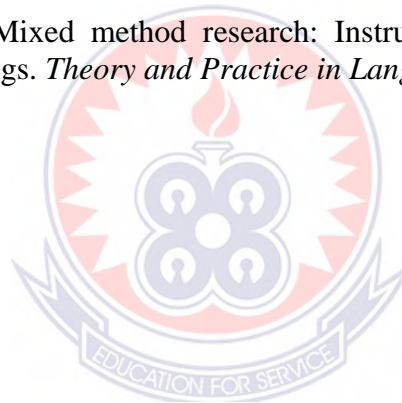 Mixed method research: Instru
gs. Theory and Practice in Lang
EDUCATION FOR SERVICE